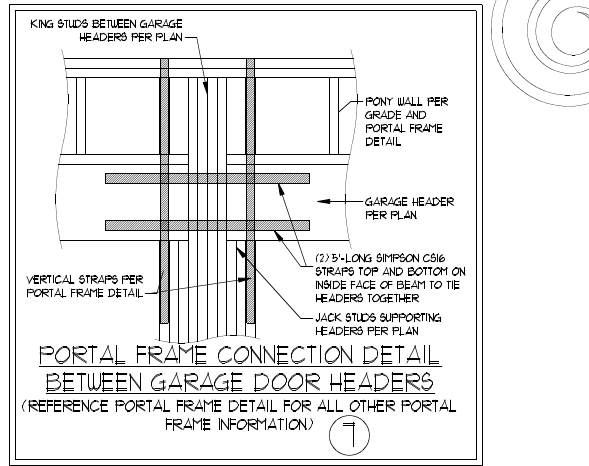 KING STUDS BETWEEN GARAGE
HEADERS PER PLAN
PONY WALL PER
GRADE AND
PORTAL FRAME
DETAIL
GARAGE HEADER
PER PLAN
(2) 5'-LONG SIMPSON CS16
STRAPS TOP AND BOTTOM ON
INSIDE FACE OF BEAM TO TIE
HEADERS TOGETHER
VERTICAL STRAPS PER
PORTAL FRAME DETAIL
JACK STUDS SUPPORTING
HEADERS PER PLAN
PORTAL FRAME CONNECTION DETAIL
BETWEEN GARAGE DOOR HEADERS
(REFERENCE PORTAL FRAME DETAIL FOR ALL OTHER PORTAL
FRAME INFORMATION)
7